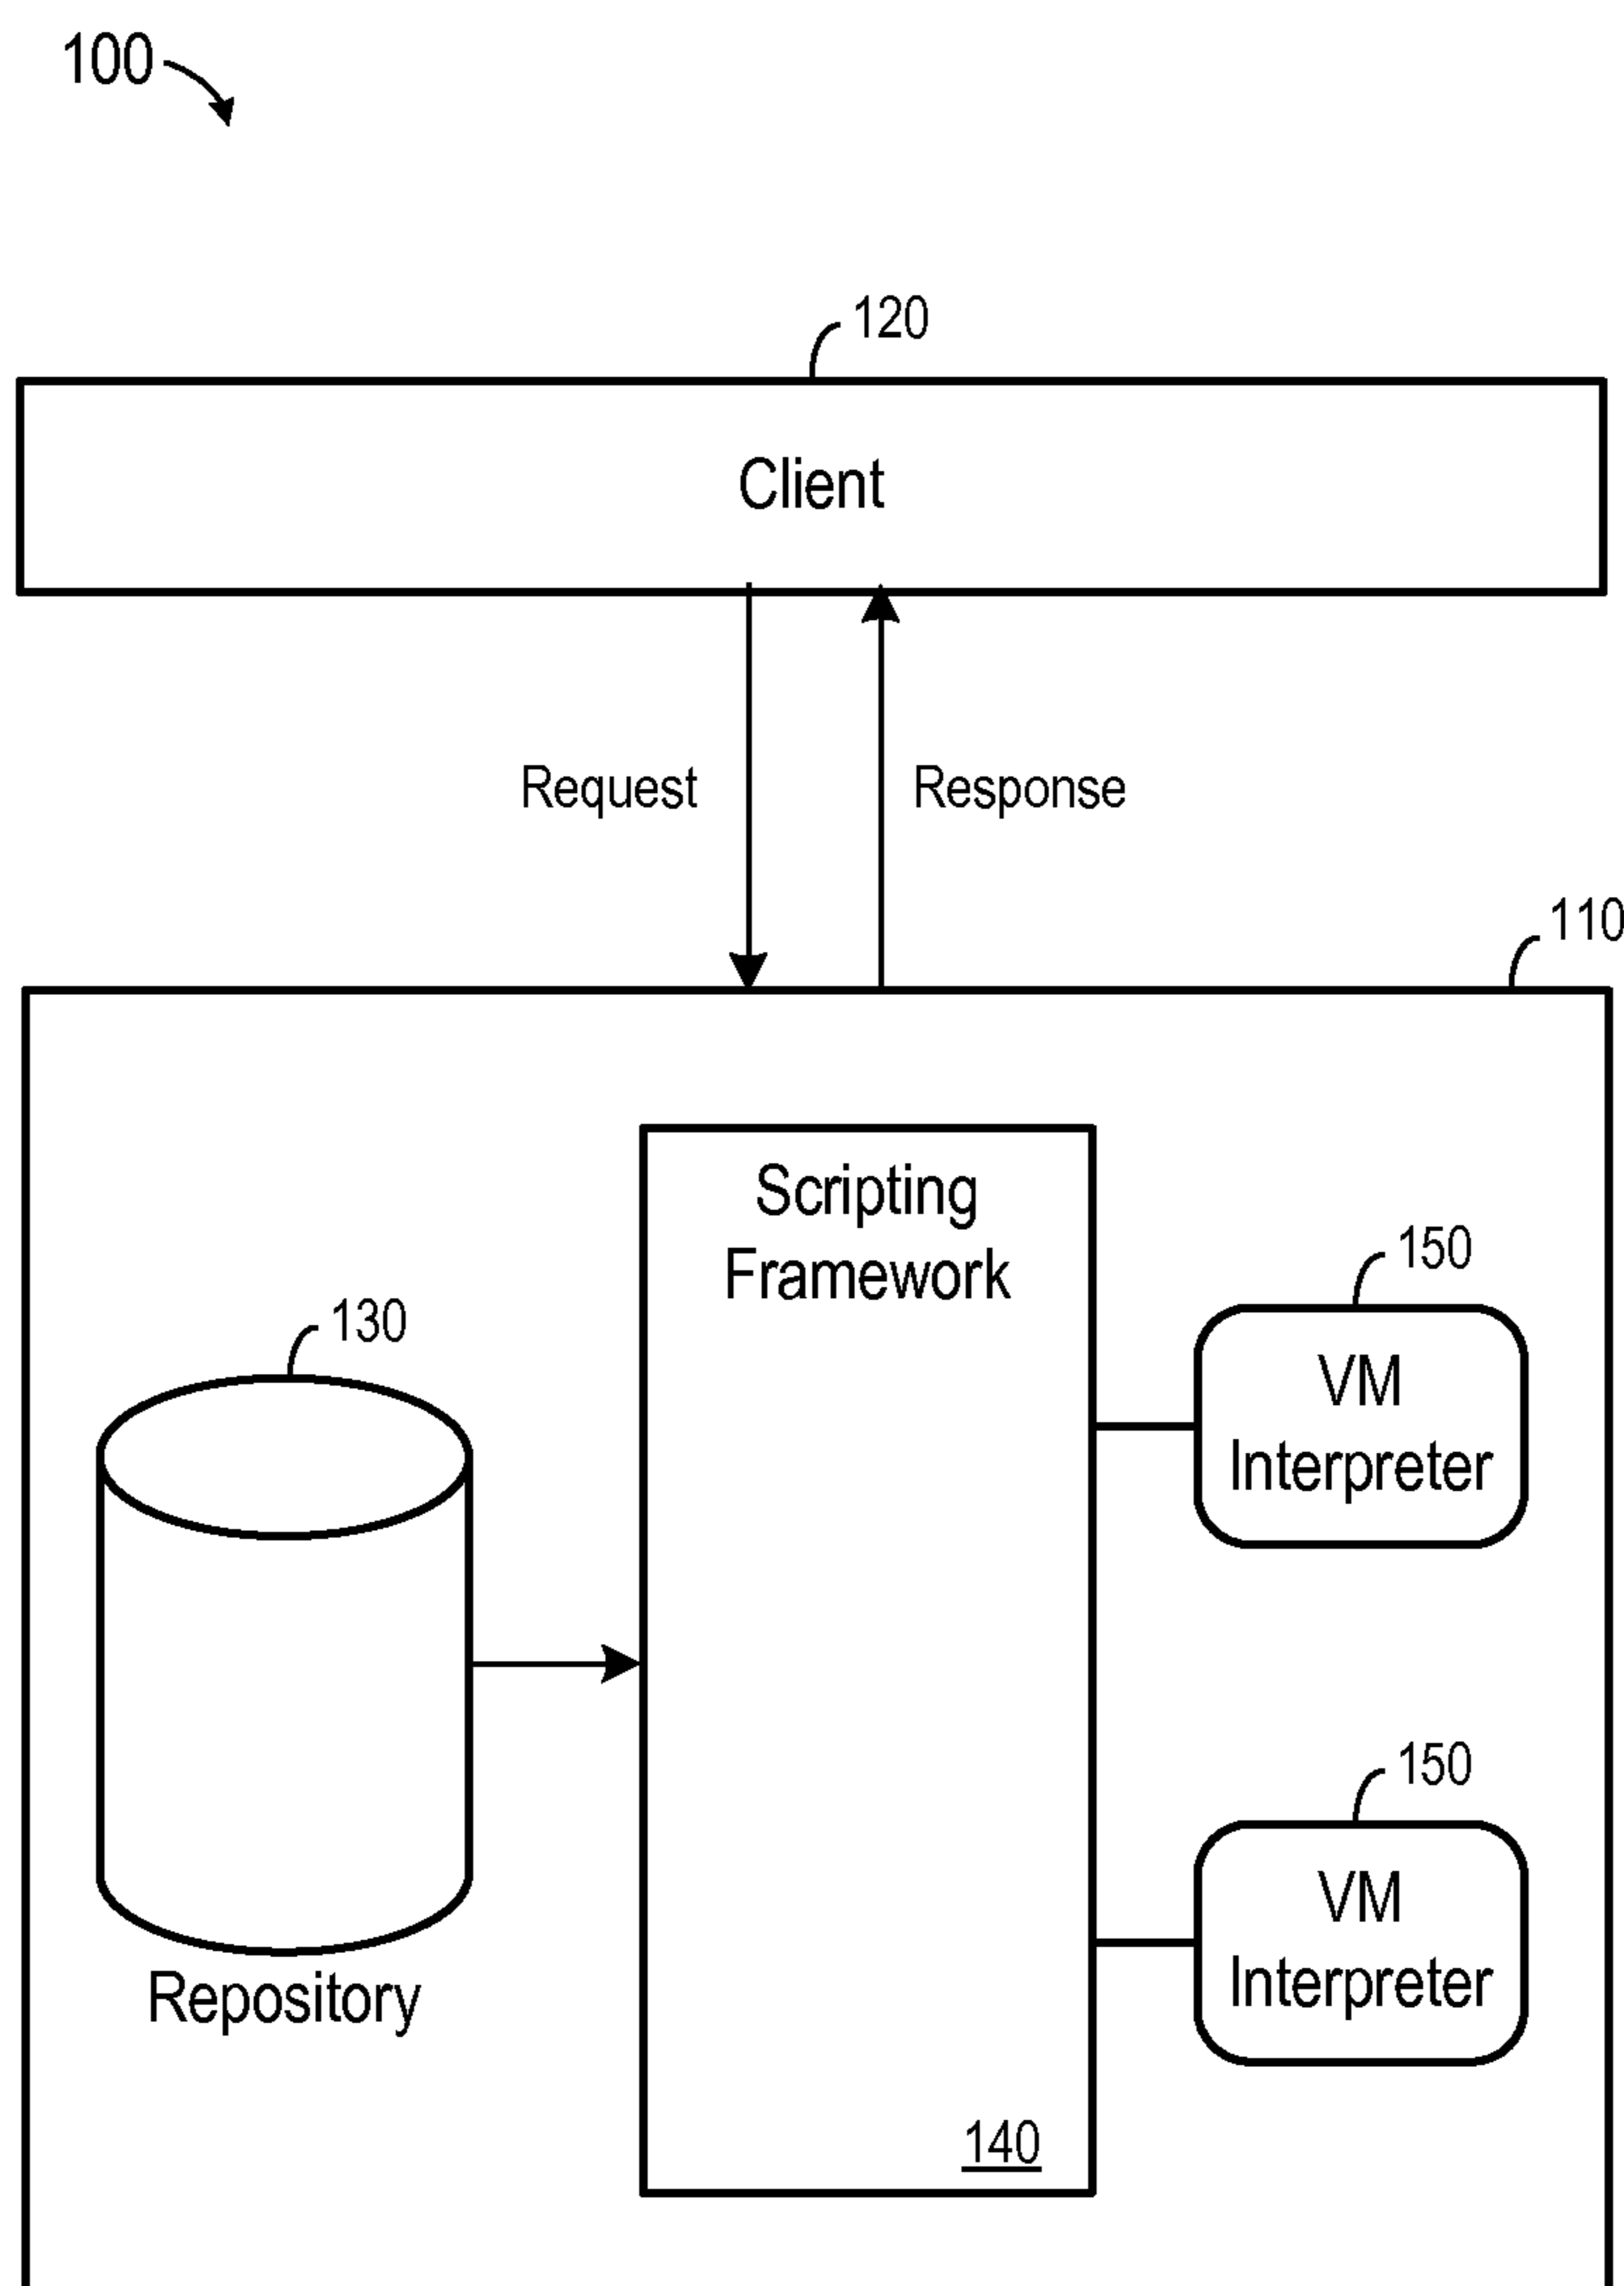 100
120
Client
Request
Response
110
Scripting
Framework
150
VM
Interpreter
130
150
VM
Interpreter
Repository
140